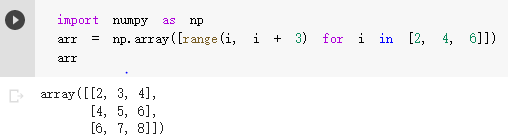 import numpy as np
arr = np.array([range(i, i + 3) for i in [2, 4, 6]])
arr
array([[2, 3, 4],
[4, 5, 6],
[6, 7, 8]])